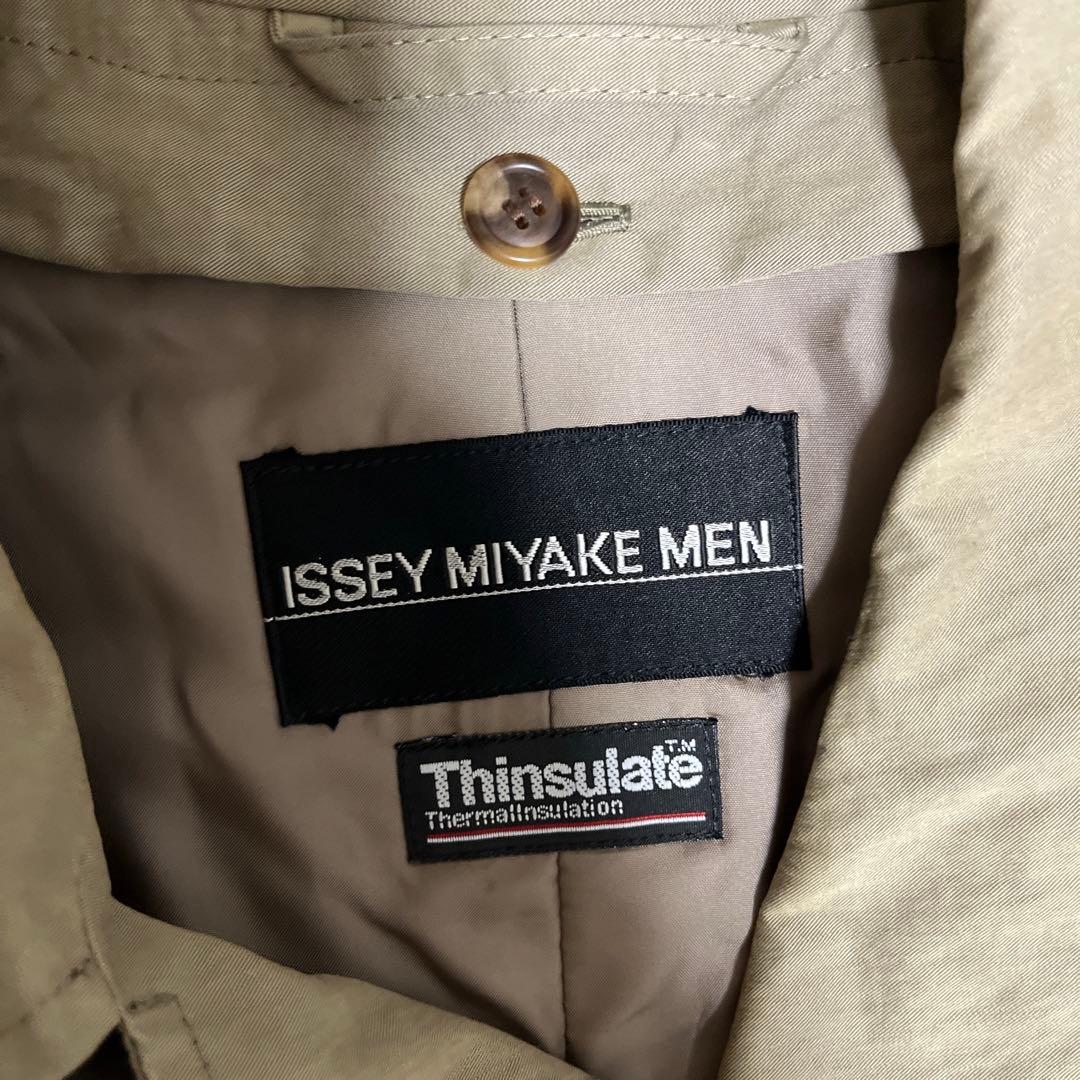 ISSEY MIYAKE MEN
Thinsulate™
ThermalInsulation